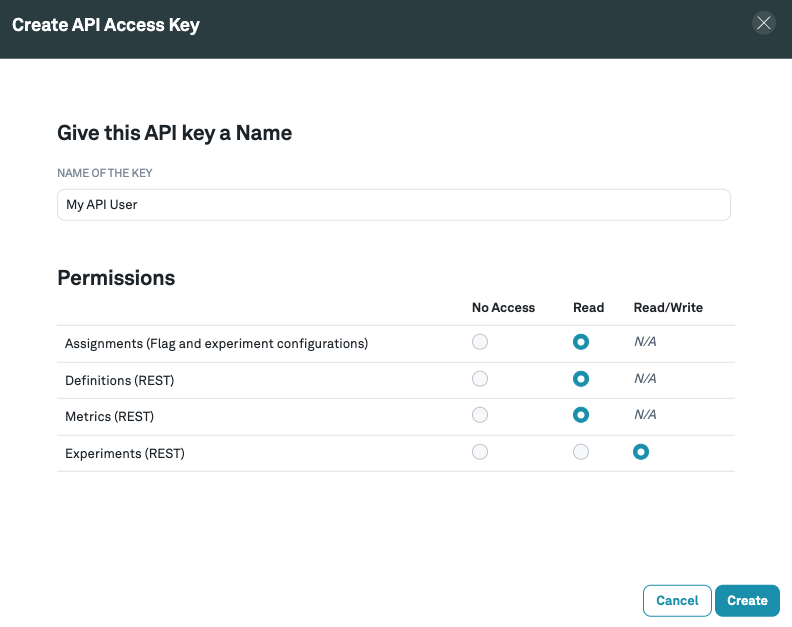 Create API Access Key
Give this API key a Name
NAME OF THE KEY
My API User
Permissions
No Access Read Read/Write
Assignments (Flag and experiment configurations) N/A
Definitions (REST) N/A
Metrics (REST) N/A
Experiments (REST)
Cancel Create